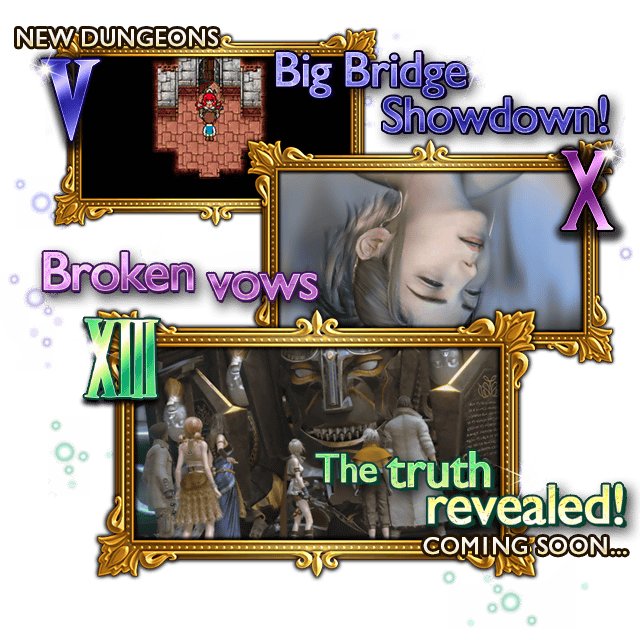 NEW DUNGEONS
V
Big Bridge
Showdown!
X
Broken vows
XIII
The truth
revealed!
COMING SOON...